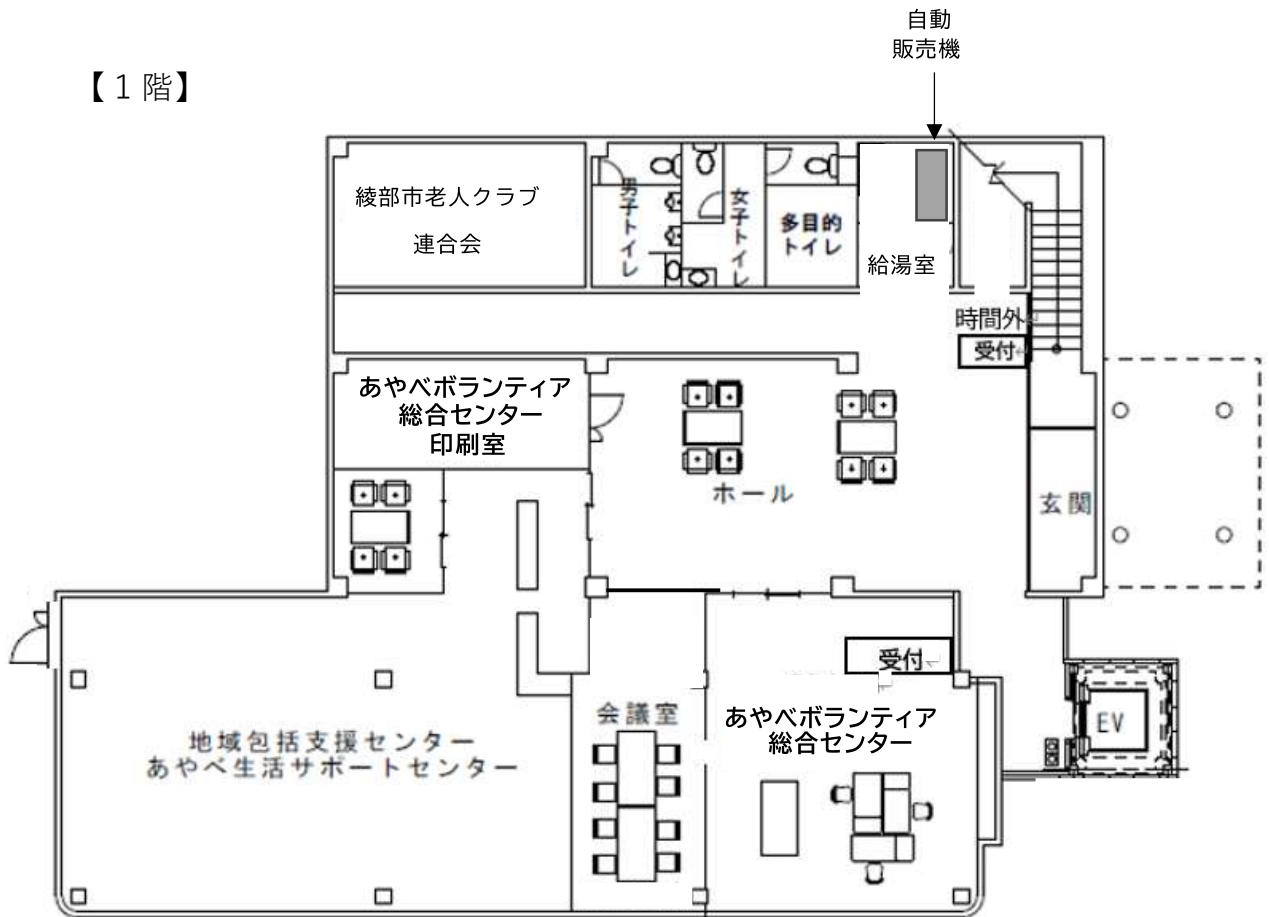 自動
販売機
【１階】
綾部市老人クラブ
連合会
男子トイレ
女子トイレ
多目的
トイレ
給湯室
時間外
受付
あやべボランティア
総合センター
印刷室
ホール
玄関
受付
会議室
あやべボランティア
総合センター
EV
地域包括支援センター
あやべ生活サポートセンター